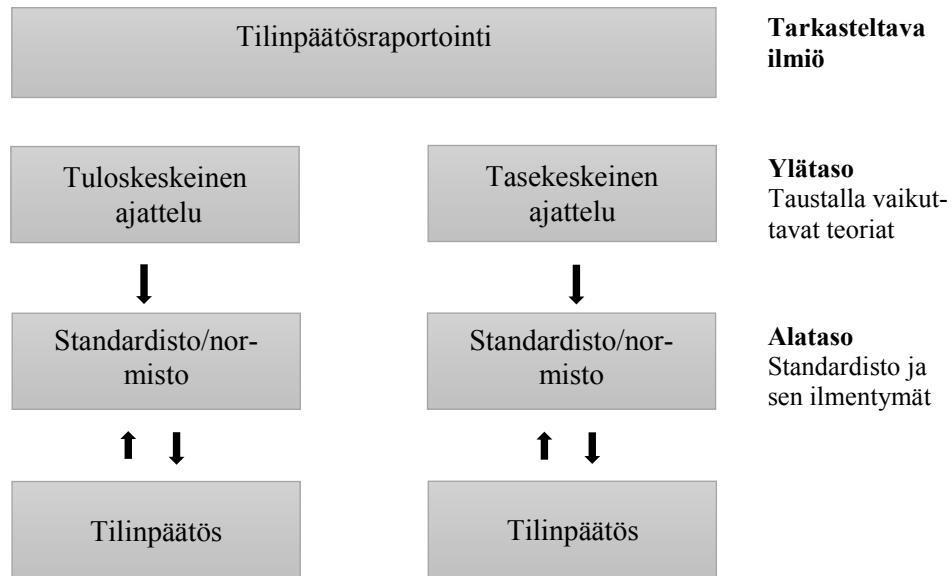 Tilinpäätösraportointi
Tarkasteltava
ilmiö
Tuloskeskeinen
ajattelu
Tasekeskeinen
ajattelu
Ylätaso
Taustalla vaikut-
tavat teoriat
Standardisto/nor-
misto
Standardisto/nor-
misto
Alataso
Standardisto ja
sen ilmentymät
Tilinpäätös
Tilinpäätös